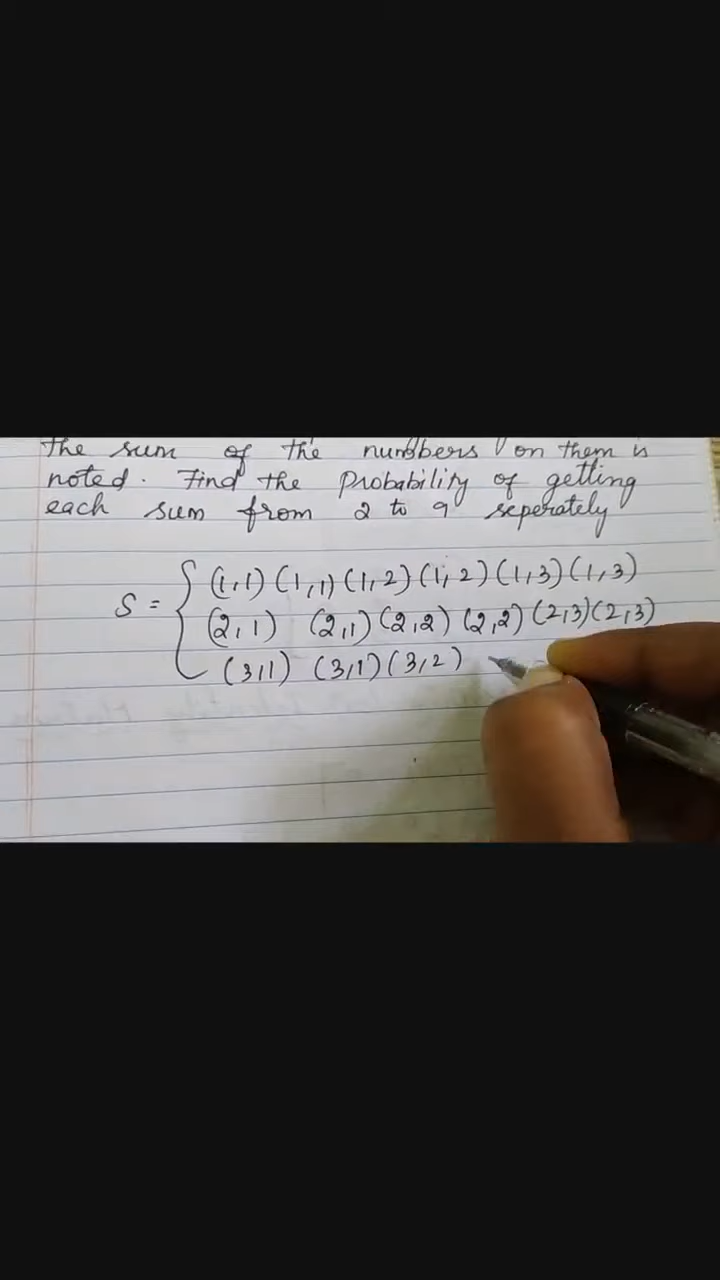 the sum of the numbers on them is
noted. Find the Probability of getting
each sum from 2 to 9 seperately
S = { (1,1) (1,1) (1,2) (1,2) (1,3) (1,3)
(2,1) (2,1) (2,2) (2,2) (2,3) (2,3)
(3,1) (3,1) (3,2)